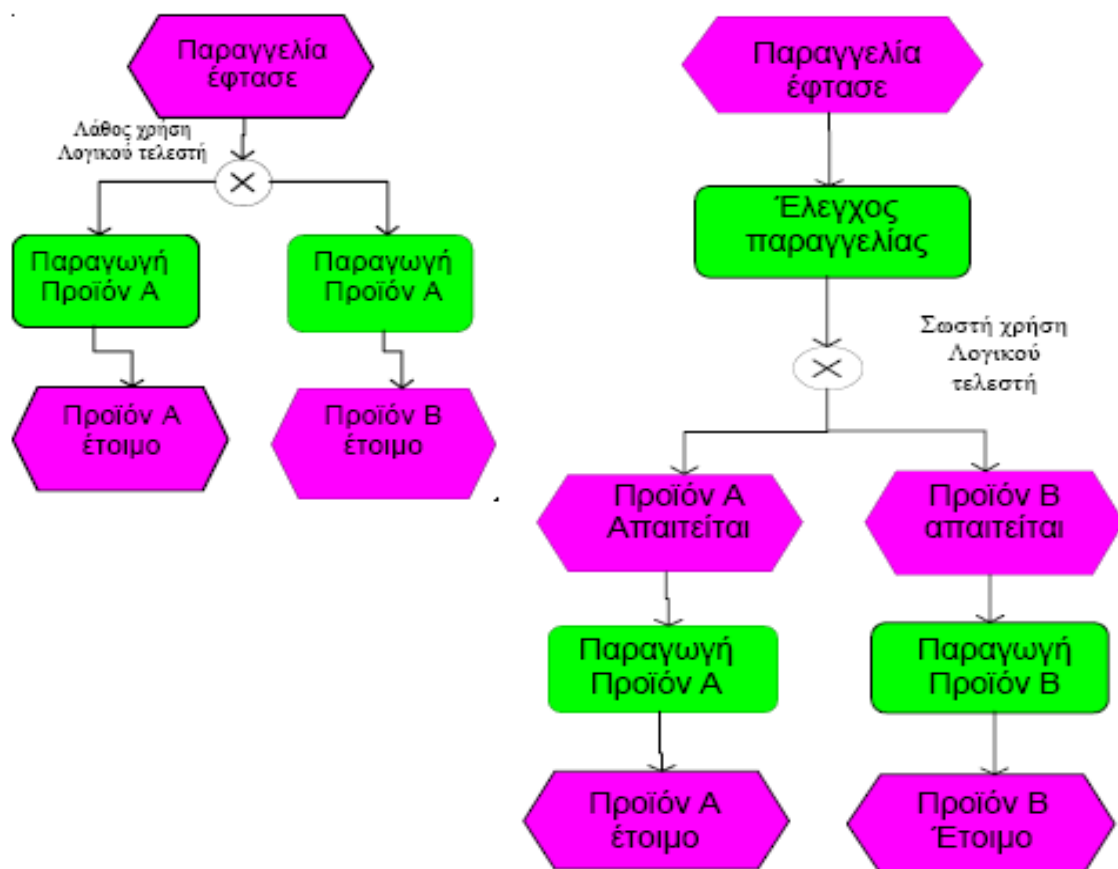 Παραγγελία
έφτασε
Λάθος χρήση
Λογικού τελεστή
Παραγωγή
Προϊόν Α
Παραγωγή
Προϊόν Α
Προϊόν Α
έτοιμο
Προϊόν Β
έτοιμο
Παραγγελία
έφτασε
Έλεγχος
παραγγελίας
Σωστή χρήση
Λογικού
τελεστή
Προϊόν Α
Απαιτείται
Προϊόν Β
απαιτείται
Παραγωγή
Προϊόν Α
Παραγωγή
Προϊόν Β
Προϊόν Α
έτοιμο
Προϊόν Β
Έτοιμο